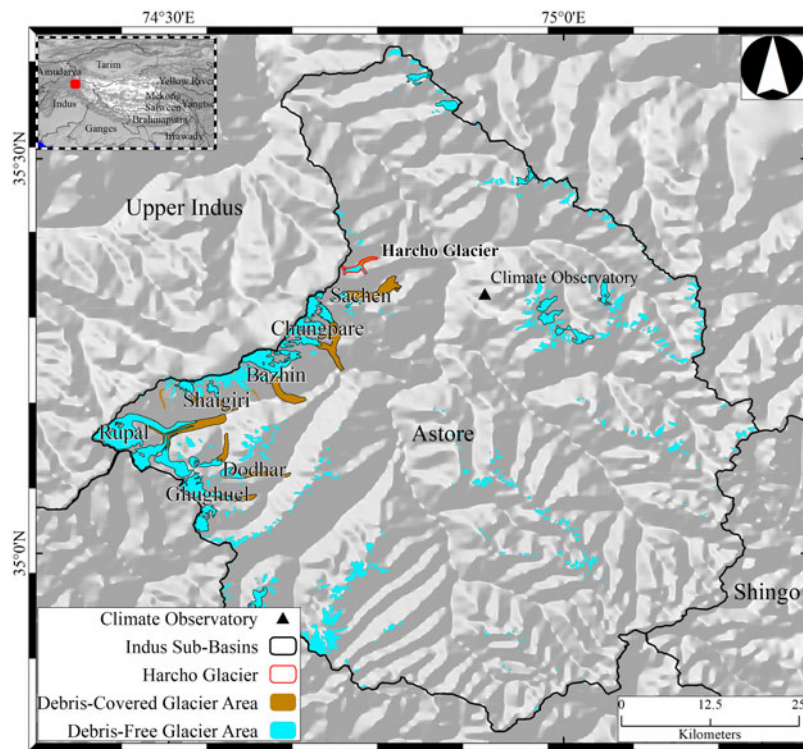 74°30'E
75°0'E
Tarim
Amudarya
Yellow River
Indus
Mekong
Salween
Yangtse
Brahmaputra
Ganges
Irrawady
35°30'N
Upper Indus
Harcho Glacier
Climate Observatory
Sachen
Chungpare
Bazhin
Shaigiri
Rupal
Astore
Dodhar
Ghughuel
35°0'N
Shingo
Climate Observatory
Indus Sub-Basins
Harcho Glacier
Debris-Covered Glacier Area
Debris-Free Glacier Area
0 12.5 25
Kilometers